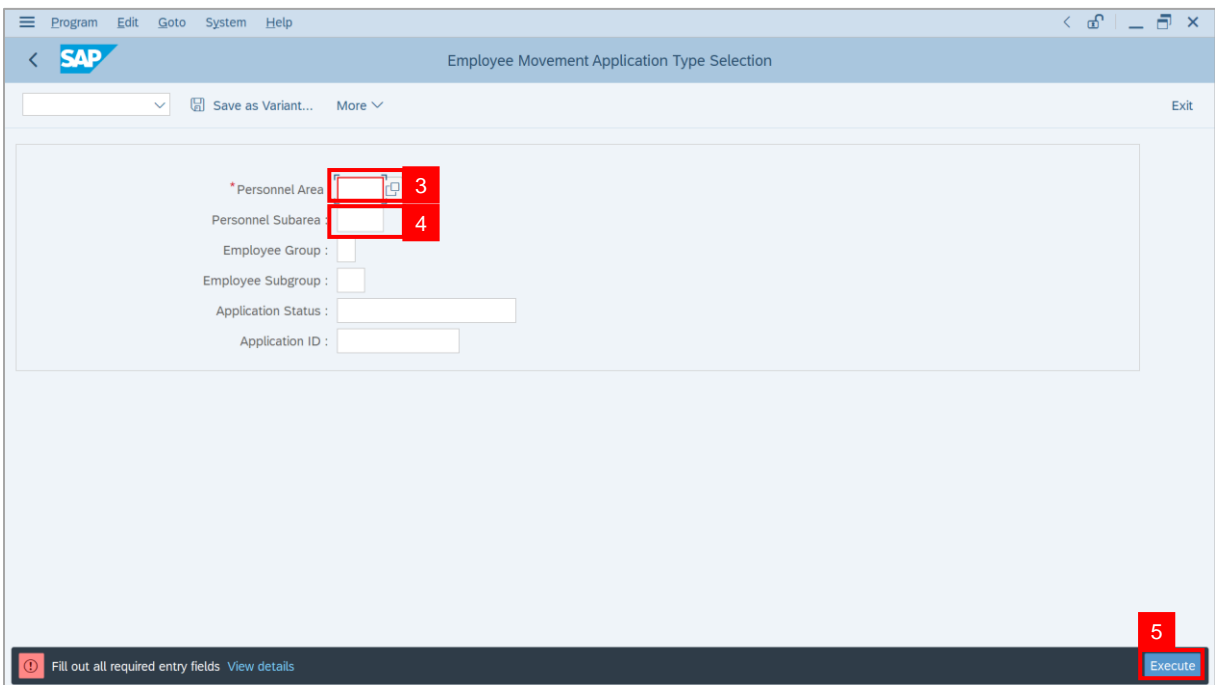 Program Edit Goto System Help
SAP
Employee Movement Application Type Selection
Save as Variant... More Exit
*Personnel Area 3
Personnel Subarea : 4
Employee Group :
Employee Subgroup :
Application Status :
Application ID :
5
Fill out all required entry fields View details Execute